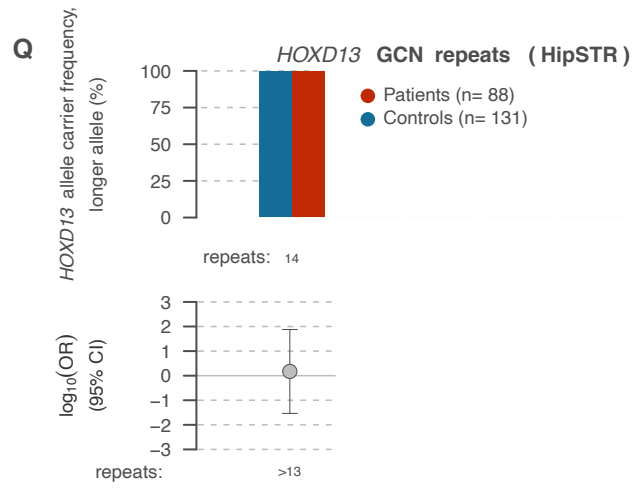 Q
HOXD13 GCN repeats (HipSTR)
HOXD13 allele carrier frequency,
longer allele (%)
100
75
50
25
0
Patients (n= 88)
Controls (n= 131)
repeats: 14
log10(OR)
(95% CI)
3
2
1
0
−1
−2
−3
repeats: >13